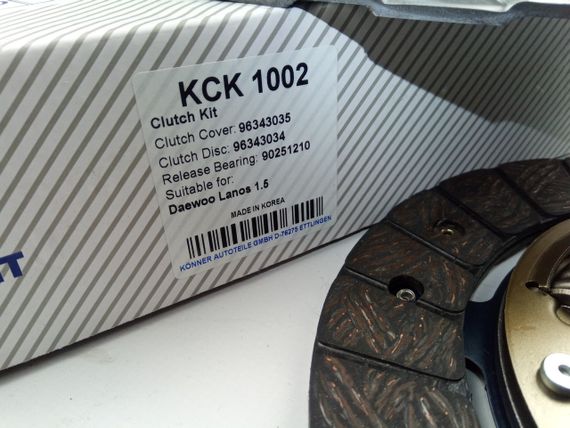 KCK 1002
Clutch Kit
Clutch Cover: 96343035
Clutch Disc: 96343034
Release Bearing: 90251210
Suitable for:
Daewoo Lanos 1.5
MADE IN KOREA
KÖNNER AUTOTEILE GMBH D-76275 ETTLINGEN